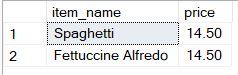 item_name price
1 Spaghetti 14.50
2 Fettuccine Alfredo 14.50